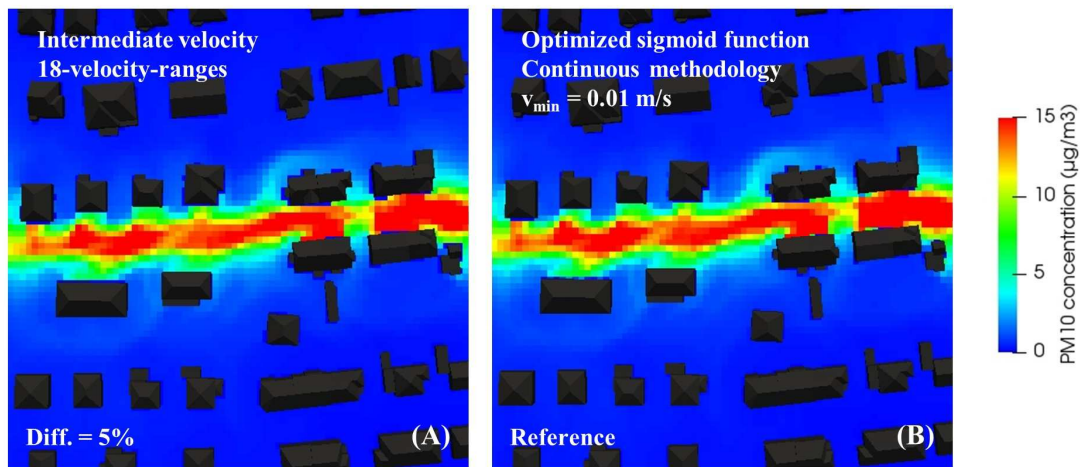 Intermediate velocity
18-velocity-ranges
Diff. = 5%
(A)
Optimized sigmoid function
Continuous methodology
vₘᵢₙ = 0.01 m/s
Reference
(B)
15
10
5
0
PM10 concentration (µg/m3)